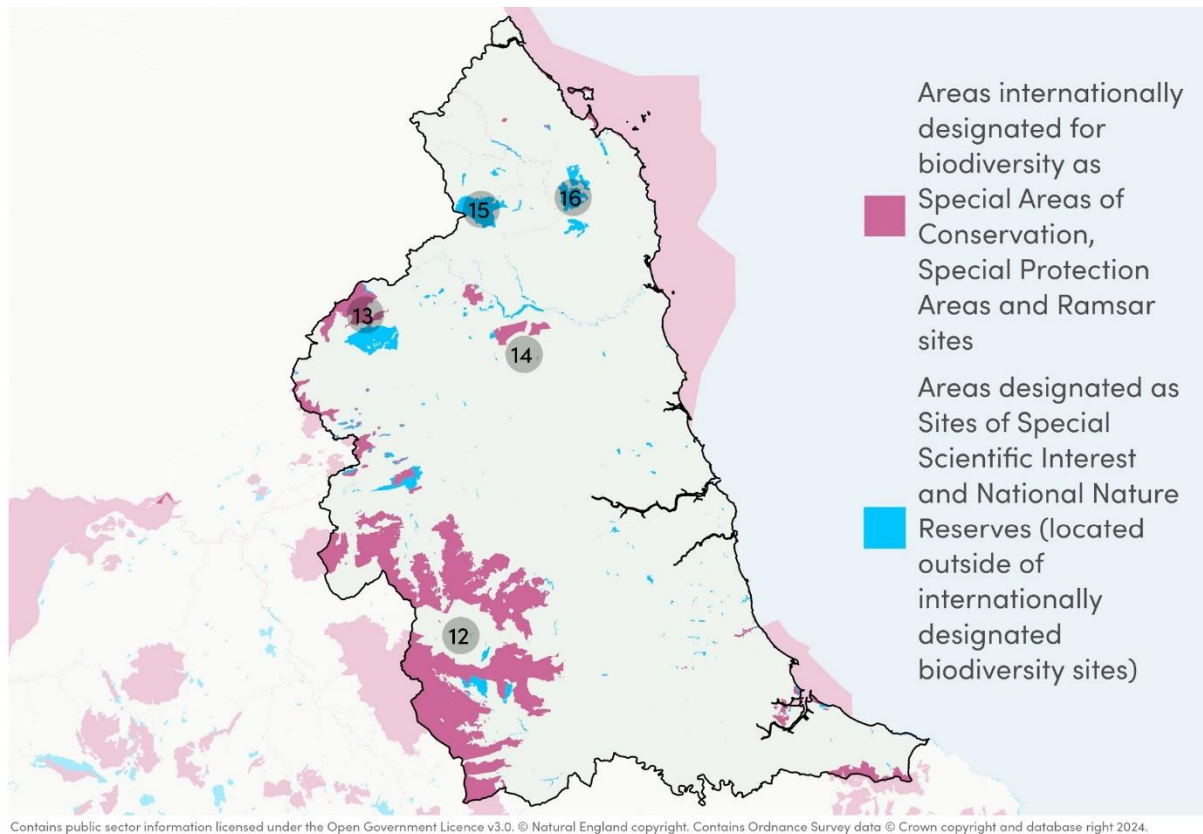 16
15
13
14
12
Areas internationally
designated for
biodiversity as
Special Areas of
Conservation,
Special Protection
Areas and Ramsar
sites
Areas designated as
Sites of Special
Scientific Interest
and National Nature
Reserves (located
outside of
internationally
designated
biodiversity sites)
Contains public sector information licensed under the Open Government Licence v3.0. © Natural England copyright. Contains Ordnance Survey data © Crown copyright and database right 2024.